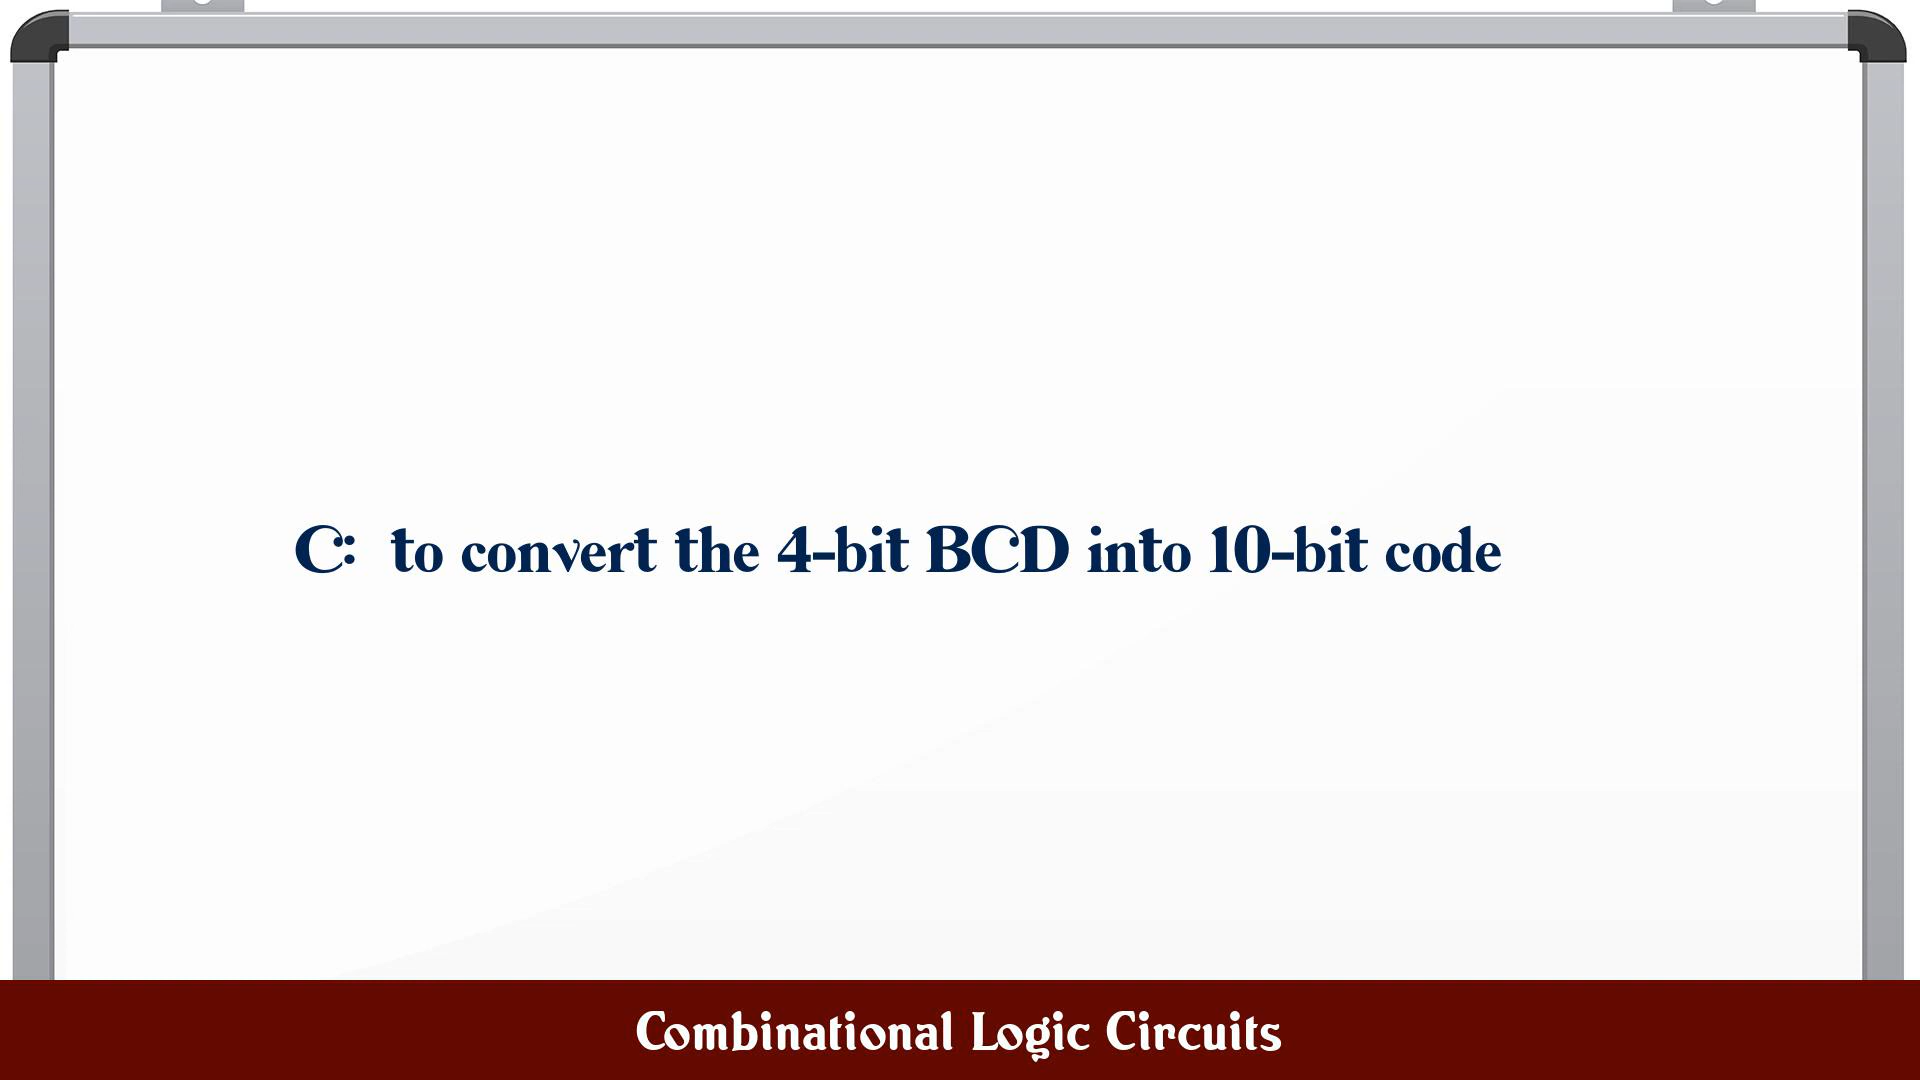 C:  to convert the 4-bit BCD into 10-bit code
Combinational Logic Circuits